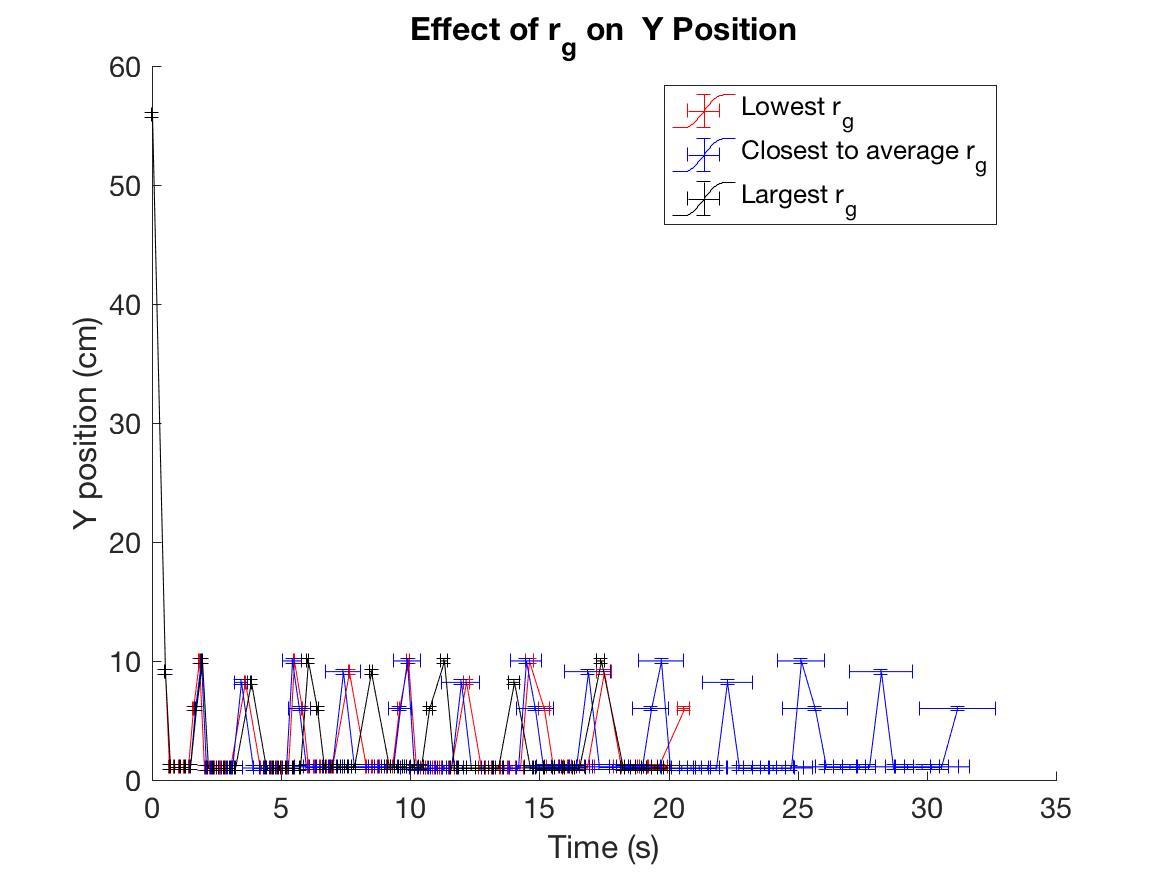 Effect of r_g on Y Position
Lowest r_g
Closest to average r_g
Largest r_g
60
50
40
30
20
10
0
Y position (cm)
0 5 10 15 20 25 30 35
Time (s)